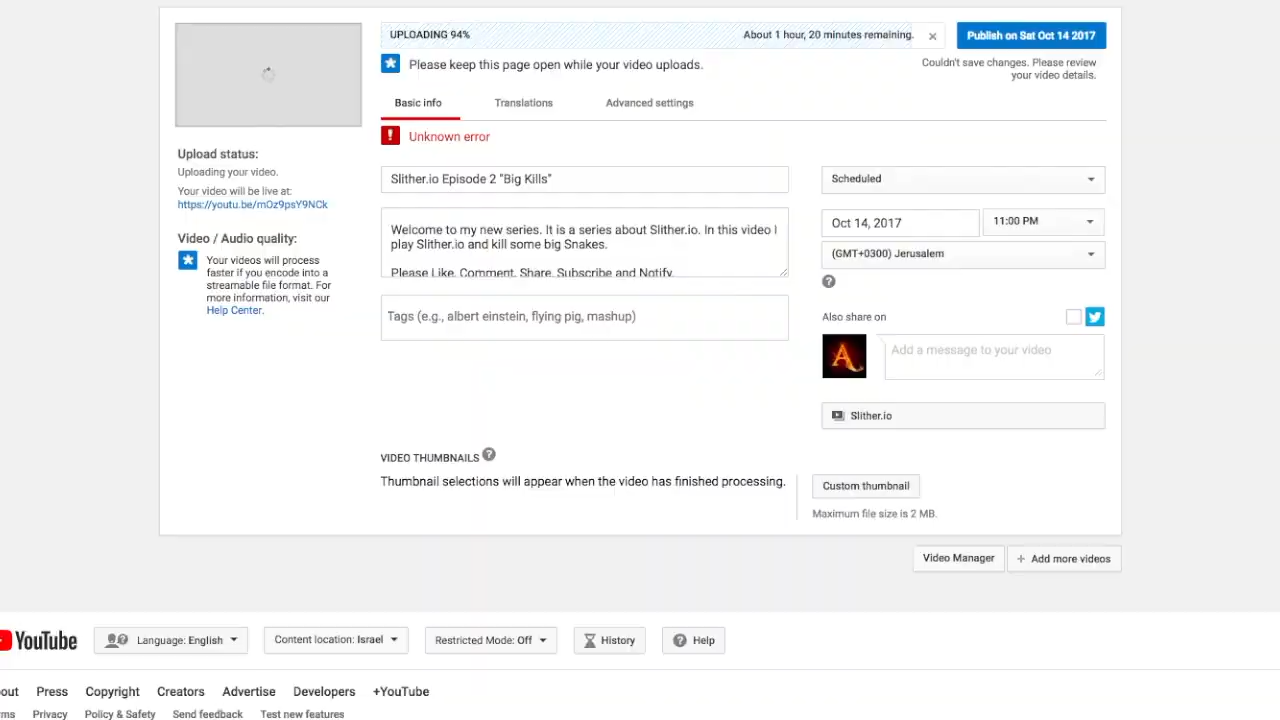 UPLOADING 94%
About 1 hour, 20 minutes remaining.
Publish on Sat Oct 14 2017
Please keep this page open while your video uploads.
Couldn't save changes. Please review
your video details.
Basic info
Translations
Advanced settings
Unknown error
Upload status:
Uploading your video.
Your video will be live at:
https://youtu.be/mOz9psY9NCk
Video / Audio quality:
Your videos will process
faster if you encode into a
streamable file format. For
more information, visit our
Help Center.
Slither.io Episode 2 "Big Kills"
Welcome to my new series. It is a series about Slither.io. In this video I
play Slither.io and kill some big Snakes.
Please Like, Comment, Share, Subscribe and Notify.
Tags (e.g., albert einstein, flying pig, mashup)
Scheduled
Oct 14, 2017
11:00 PM
(GMT+0300) Jerusalem
Also share on
A
Add a message to your video
Slither.io
VIDEO THUMBNAILS
Thumbnail selections will appear when the video has finished processing.
Custom thumbnail
Maximum file size is 2 MB.
Video Manager
+ Add more videos
YouTube
Language: English
Content location: Israel
Restricted Mode: Off
History
Help
out
Press
Copyright
Creators
Advertise
Developers
+YouTube
ms
Privacy
Policy & Safety
Send feedback
Test new features